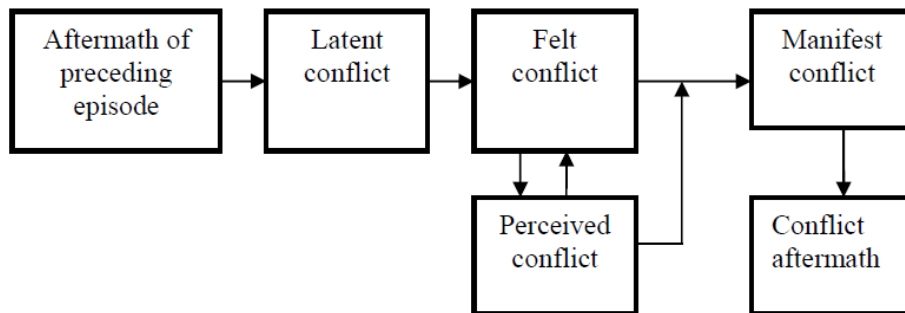 Aftermath of
preceding
episode
Latent
conflict
Felt
conflict
Manifest
conflict
Perceived
conflict
Conflict
aftermath